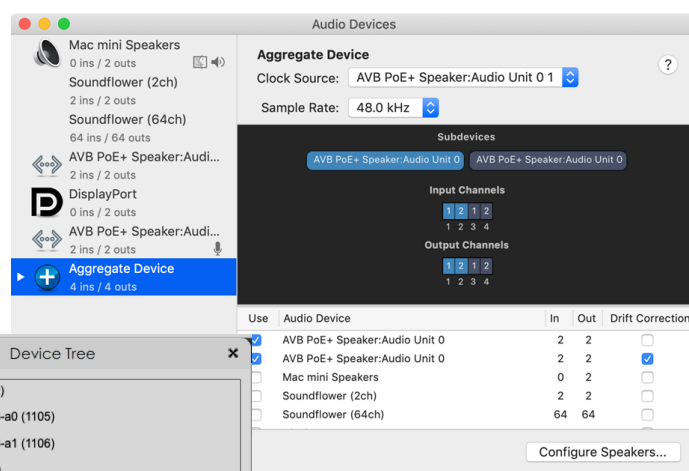 Audio Devices
Mac mini Speakers
0 ins / 2 outs
Soundflower (2ch)
2 ins / 2 outs
Soundflower (64ch)
64 ins / 64 outs
AVB PoE+ Speaker:Audi...
2 ins / 2 outs
DisplayPort
0 ins / 2 outs
AVB PoE+ Speaker:Audi...
2 ins / 2 outs
Aggregate Device
4 ins / 4 outs
Aggregate Device
?
Clock Source: AVB PoE+ Speaker:Audio Unit 0 1
Sample Rate: 48.0 kHz
Subdevices
AVB PoE+ Speaker:Audio Unit 0 AVB PoE+ Speaker:Audio Unit 0
Input Channels
1 2 1 2
1 2 3 4
Output Channels
1 2 1 2
1 2 3 4
Use Audio Device In Out Drift Correction
AVB PoE+ Speaker:Audio Unit 0 2 2
AVB PoE+ Speaker:Audio Unit 0 2 2
Mac mini Speakers 0 2
Soundflower (2ch) 2 2
Soundflower (64ch) 64 64
Configure Speakers...
Device Tree
)
-a0 (1105)
-a1 (1106)